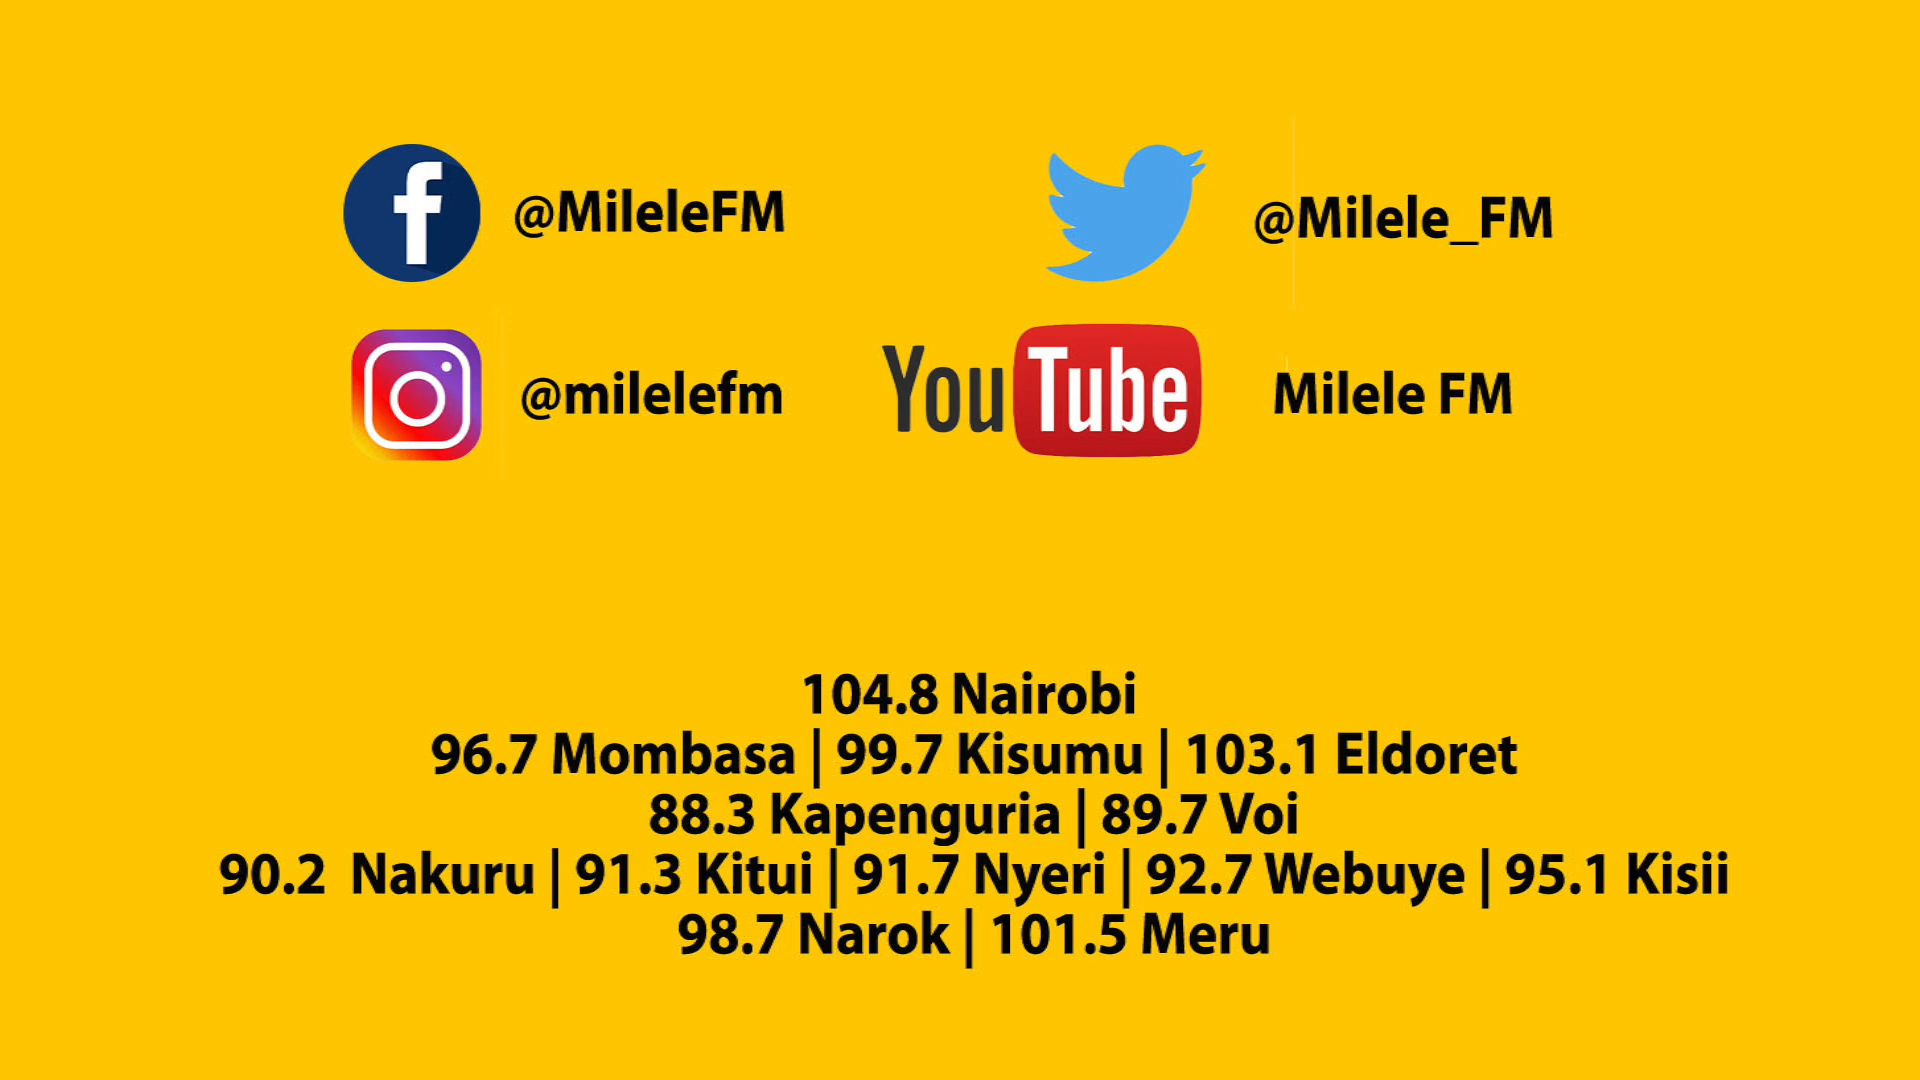 f @MileleFM
@Milele_FM
@milelefm
YouTube Milele FM
104.8 Nairobi
96.7 Mombasa | 99.7 Kisumu | 103.1 Eldoret
88.3 Kapenguria | 89.7 Voi
90.2  Nakuru | 91.3 Kitui | 91.7 Nyeri | 92.7 Webuye | 95.1 Kisii
98.7 Narok | 101.5 Meru